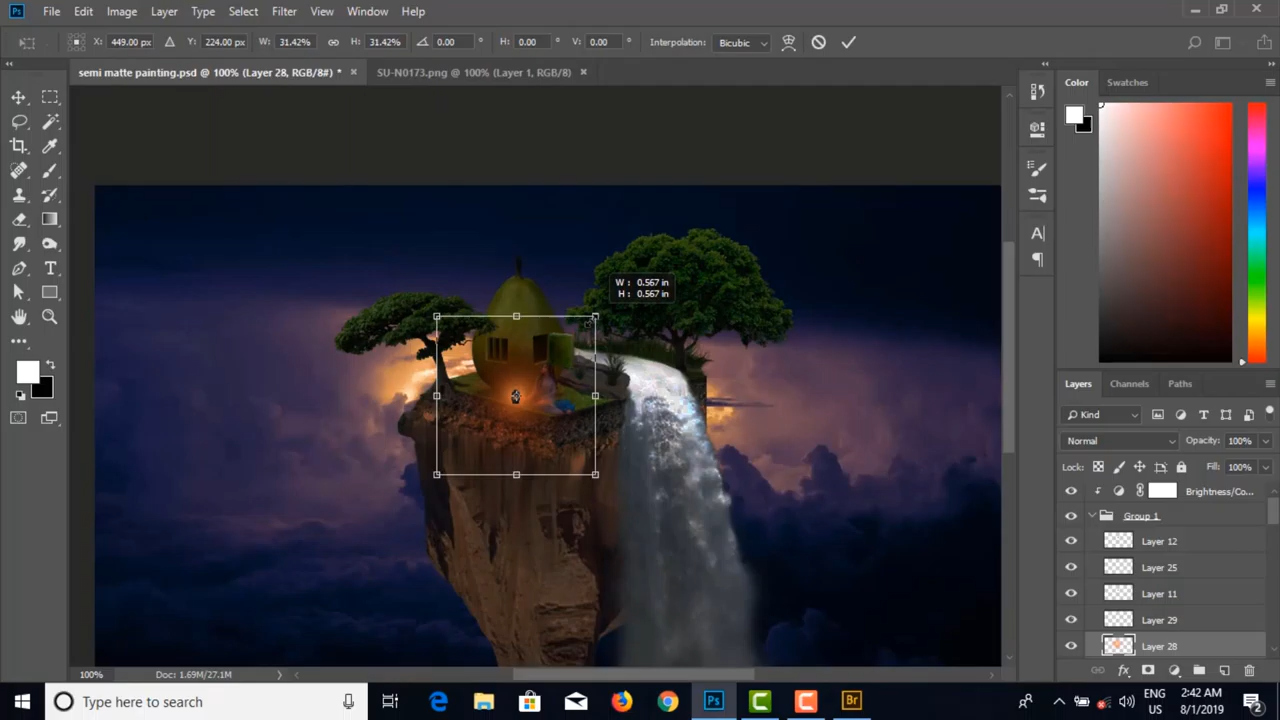 Ps File Edit Image Layer Type Select Filter View Window Help
X: 449.00 px Y: 224.00 px W: 31.42% H: 31.42% 0.00 ° H: 0.00 ° V: 0.00 ° Interpolation: Bicubic
semi matte painting.psd @ 100% (Layer 28, RGB/8#) * SU-N0173.png @ 100% (Layer 1, RGB/8)
Color Swatches
W: 0.567 in
H: 0.567 in
Layers Channels Paths
Kind
Normal Opacity: 100%
Lock: Fill: 100%
Brightness/Co...
Group 1
Layer 12
Layer 25
Layer 11
Layer 29
Layer 28
100% Doc: 1.69M/27.1M
fx
Type here to search
Ps Br
ENG 2:42 AM
US 8/1/2019
2